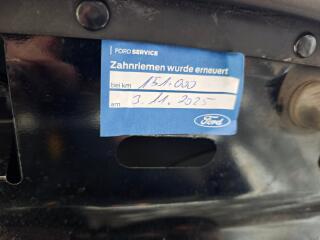 FORD SERVICE
Zahnriemen wurde erneuert
bei km 151.000
am 3.11.2025
Ford